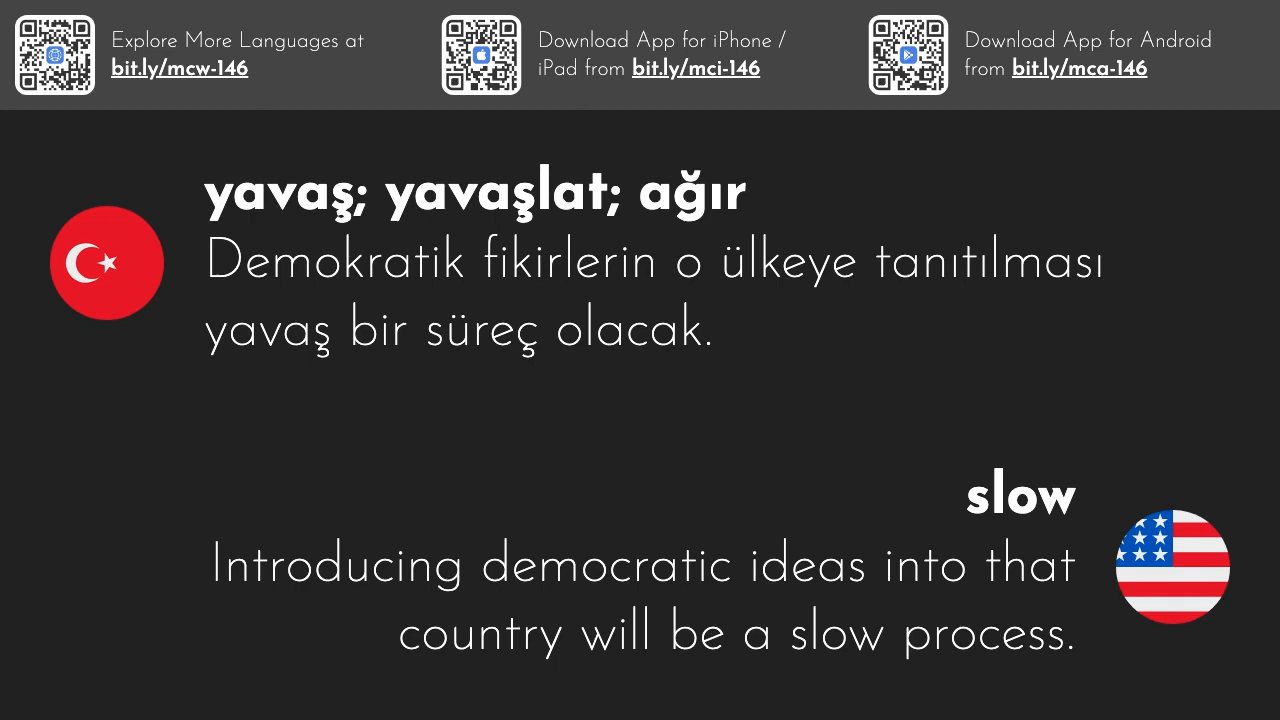 Explore More Languages at
bit.ly/mcw-146
Download App for iPhone /
iPad from bit.ly/mci-146
Download App for Android
from bit.ly/mca-146
yavaş; yavaşlat; ağır
Demokratik fikirlerin o ülkeye tanıtılması
yavaş bir süreç olacak.
slow
Introducing democratic ideas into that
country will be a slow process.